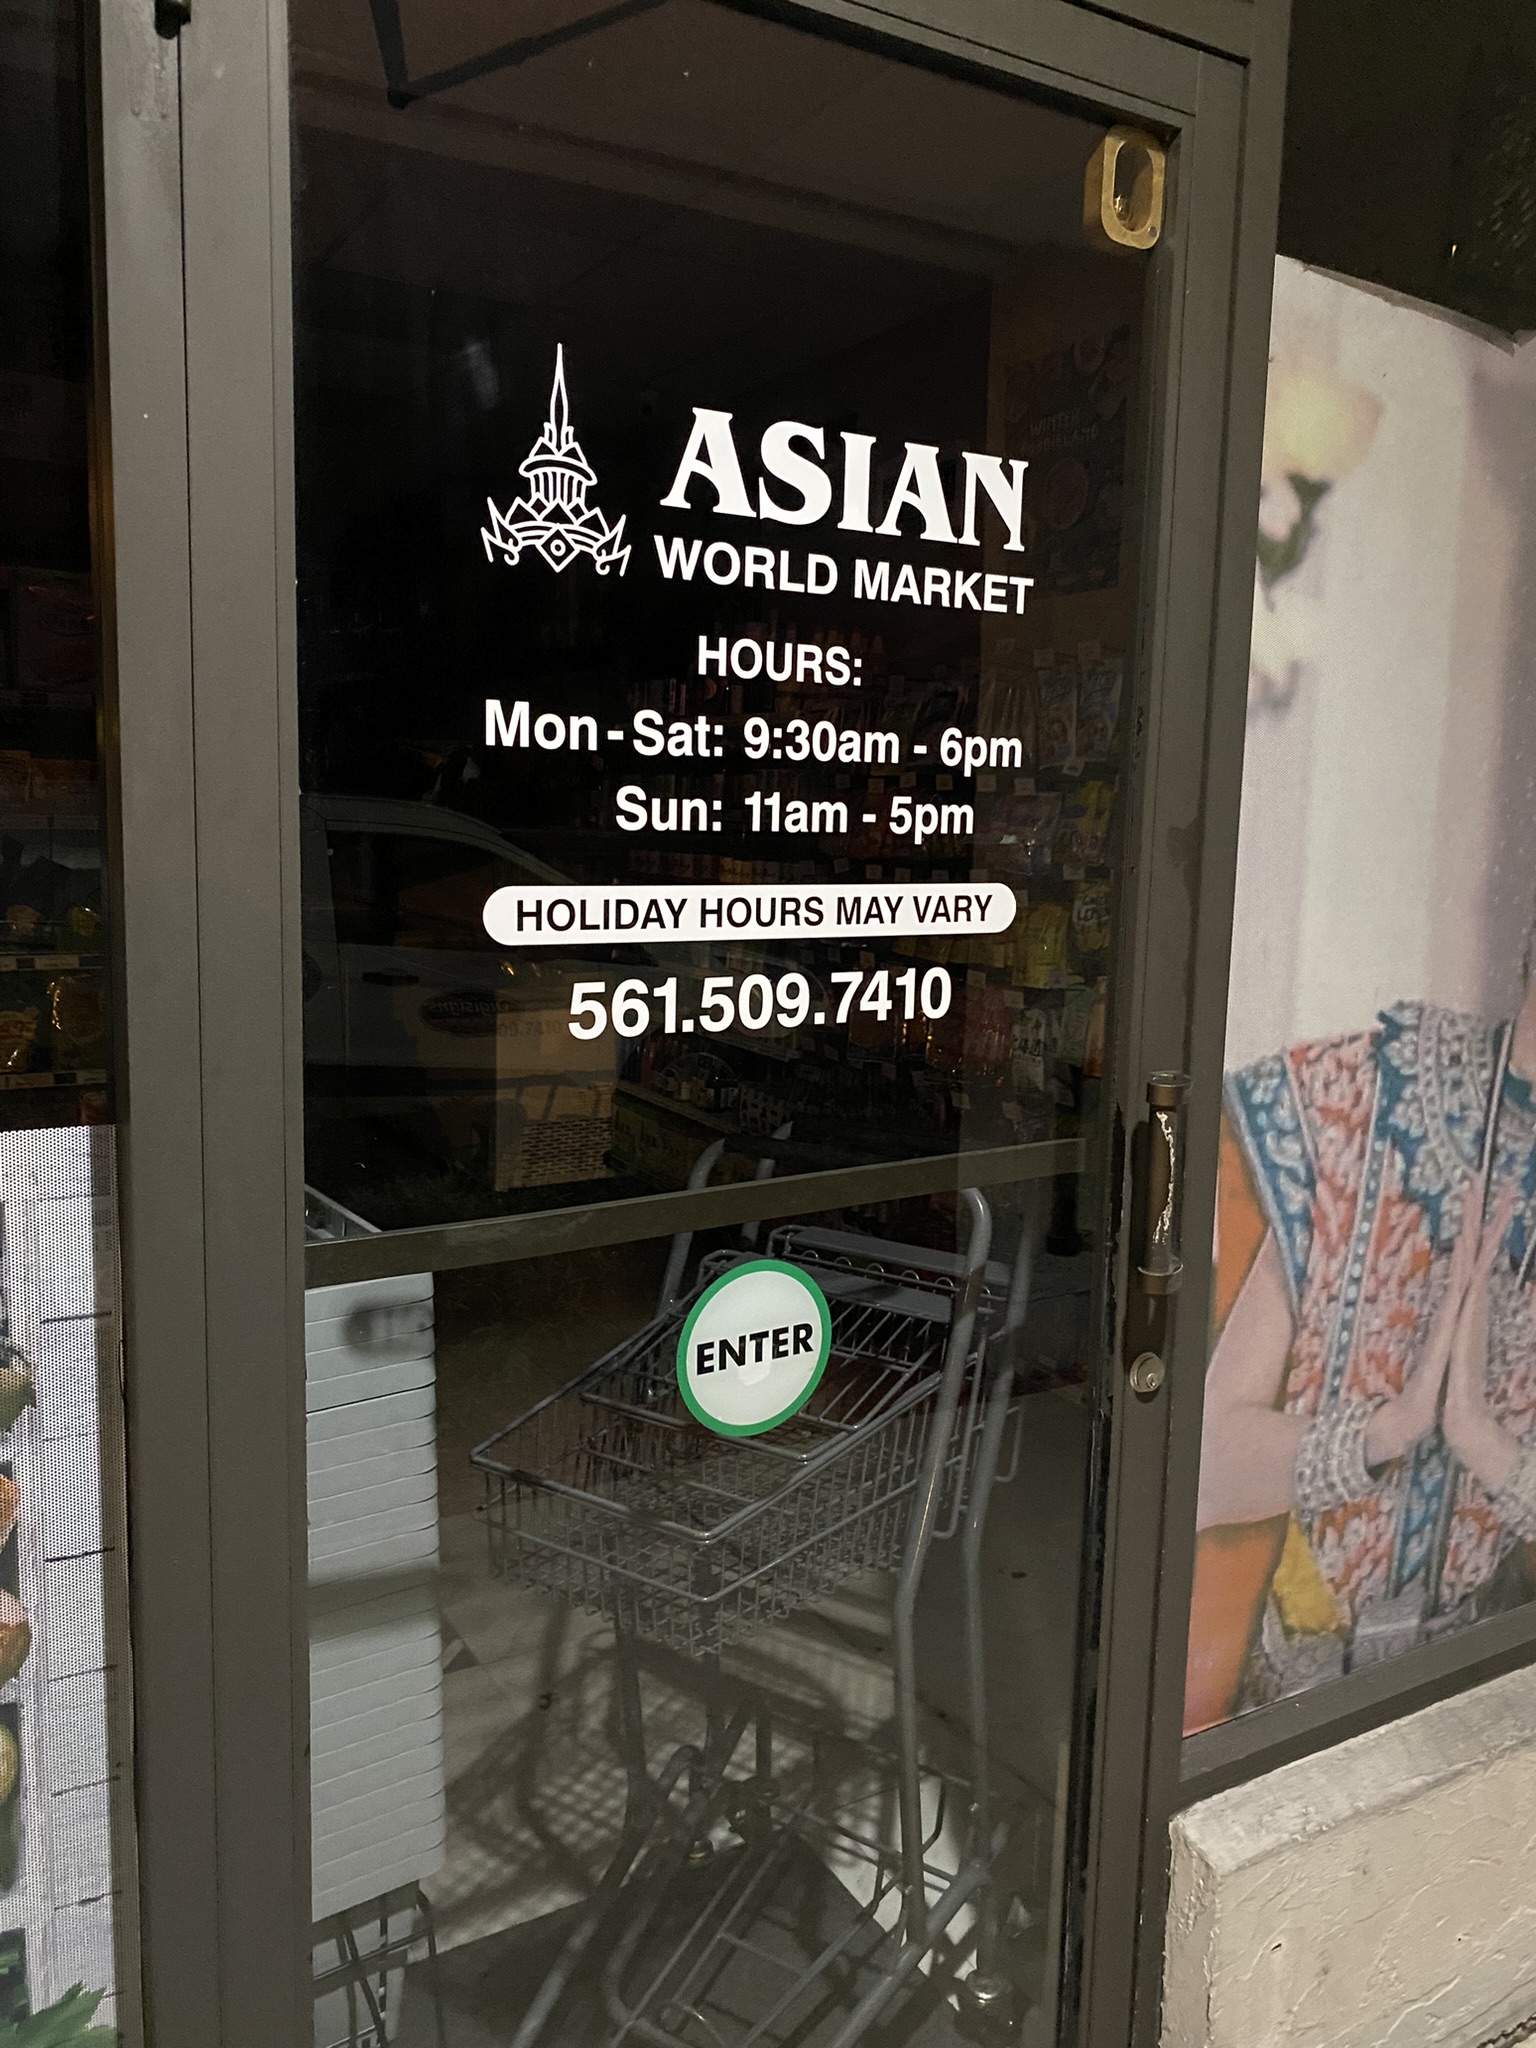 ASIAN
WORLD MARKET
HOURS:
Mon - Sat: 9:30am - 6pm
Sun: 11am - 5pm
HOLIDAY HOURS MAY VARY
561.509.7410
ENTER
WINTER